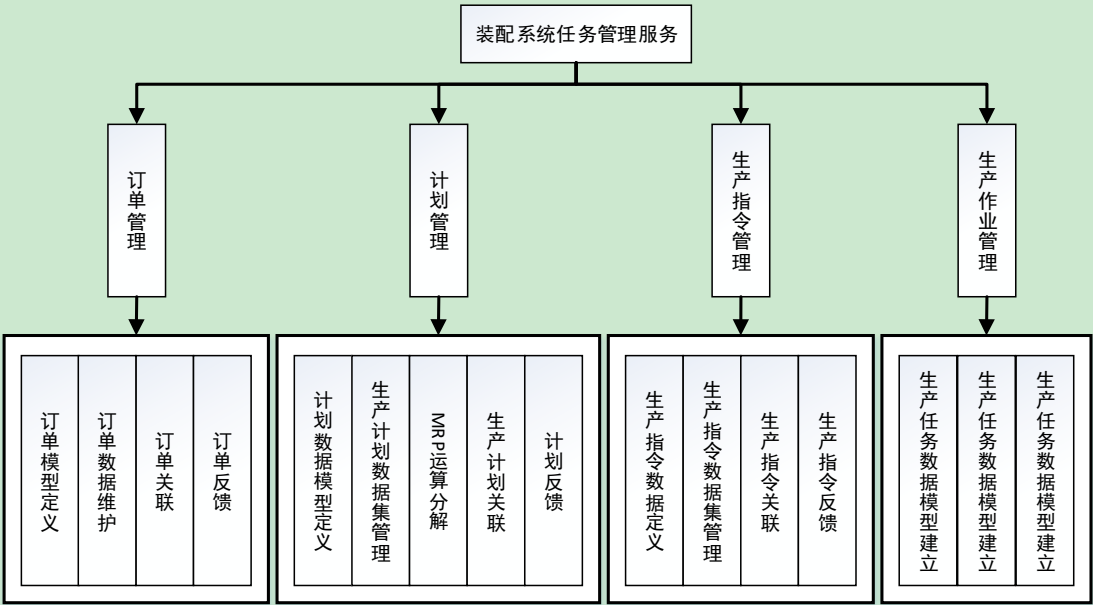 装配系统任务管理服务
订单管理
计划管理
生产指令管理
生产作业管理
订单模型定义
订单数据维护
订单关联
订单反馈
计划数据模型定义
生产计划数据集管理
MRP运算分解
生产计划关联
计划反馈
生产指令数据定义
生产指令数据集管理
生产指令关联
生产指令反馈
生产任务数据模型建立
生产任务数据模型建立
生产任务数据模型建立